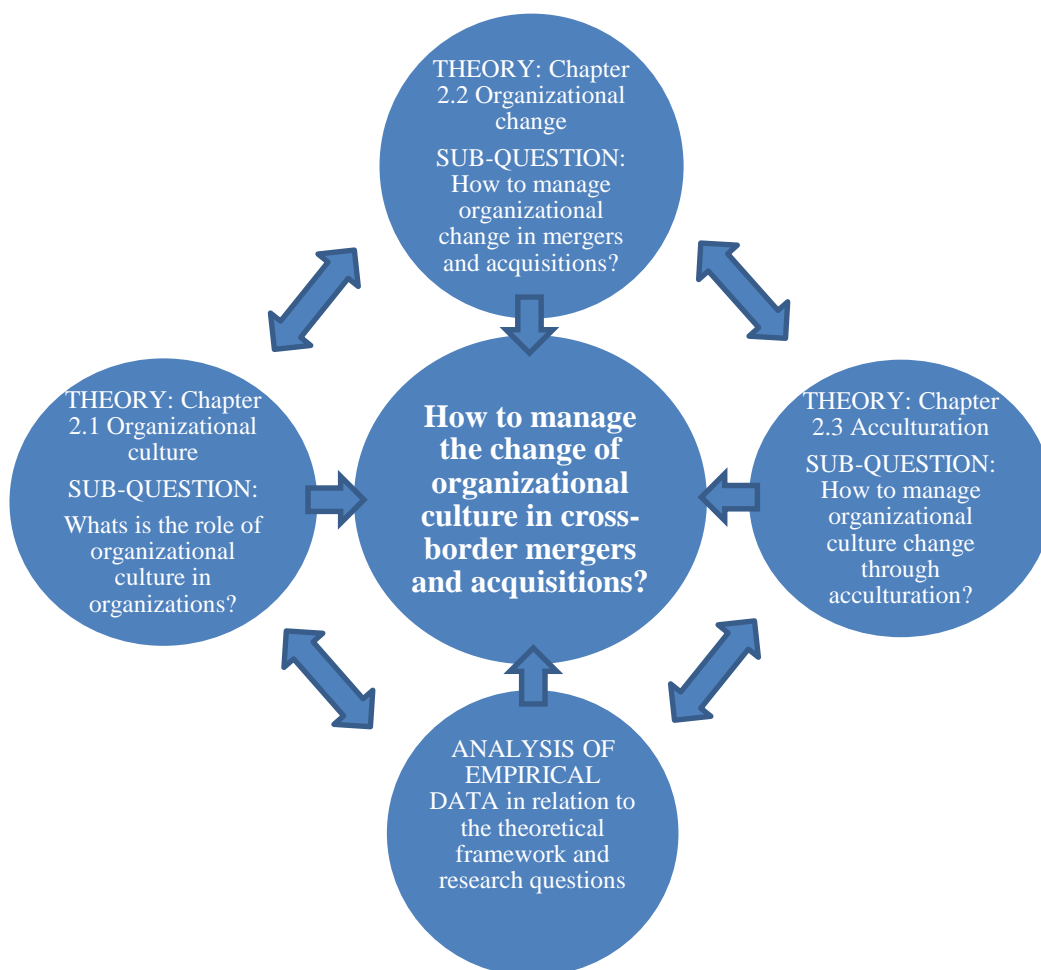 THEORY: Chapter
2.2 Organizational
change
SUB-QUESTION:
How to manage
organizational
change in mergers
and acquisitions?
THEORY: Chapter
2.1 Organizational
culture
SUB-QUESTION:
Whats is the role of
organizational
culture in
organizations?
How to manage
the change of
organizational
culture in cross-
border mergers
and acquisitions?
THEORY: Chapter
2.3 Acculturation
SUB-QUESTION:
How to manage
organizational
culture change
through
acculturation?
ANALYSIS OF
EMPIRICAL
DATA in relation to
the theoretical
framework and
research questions